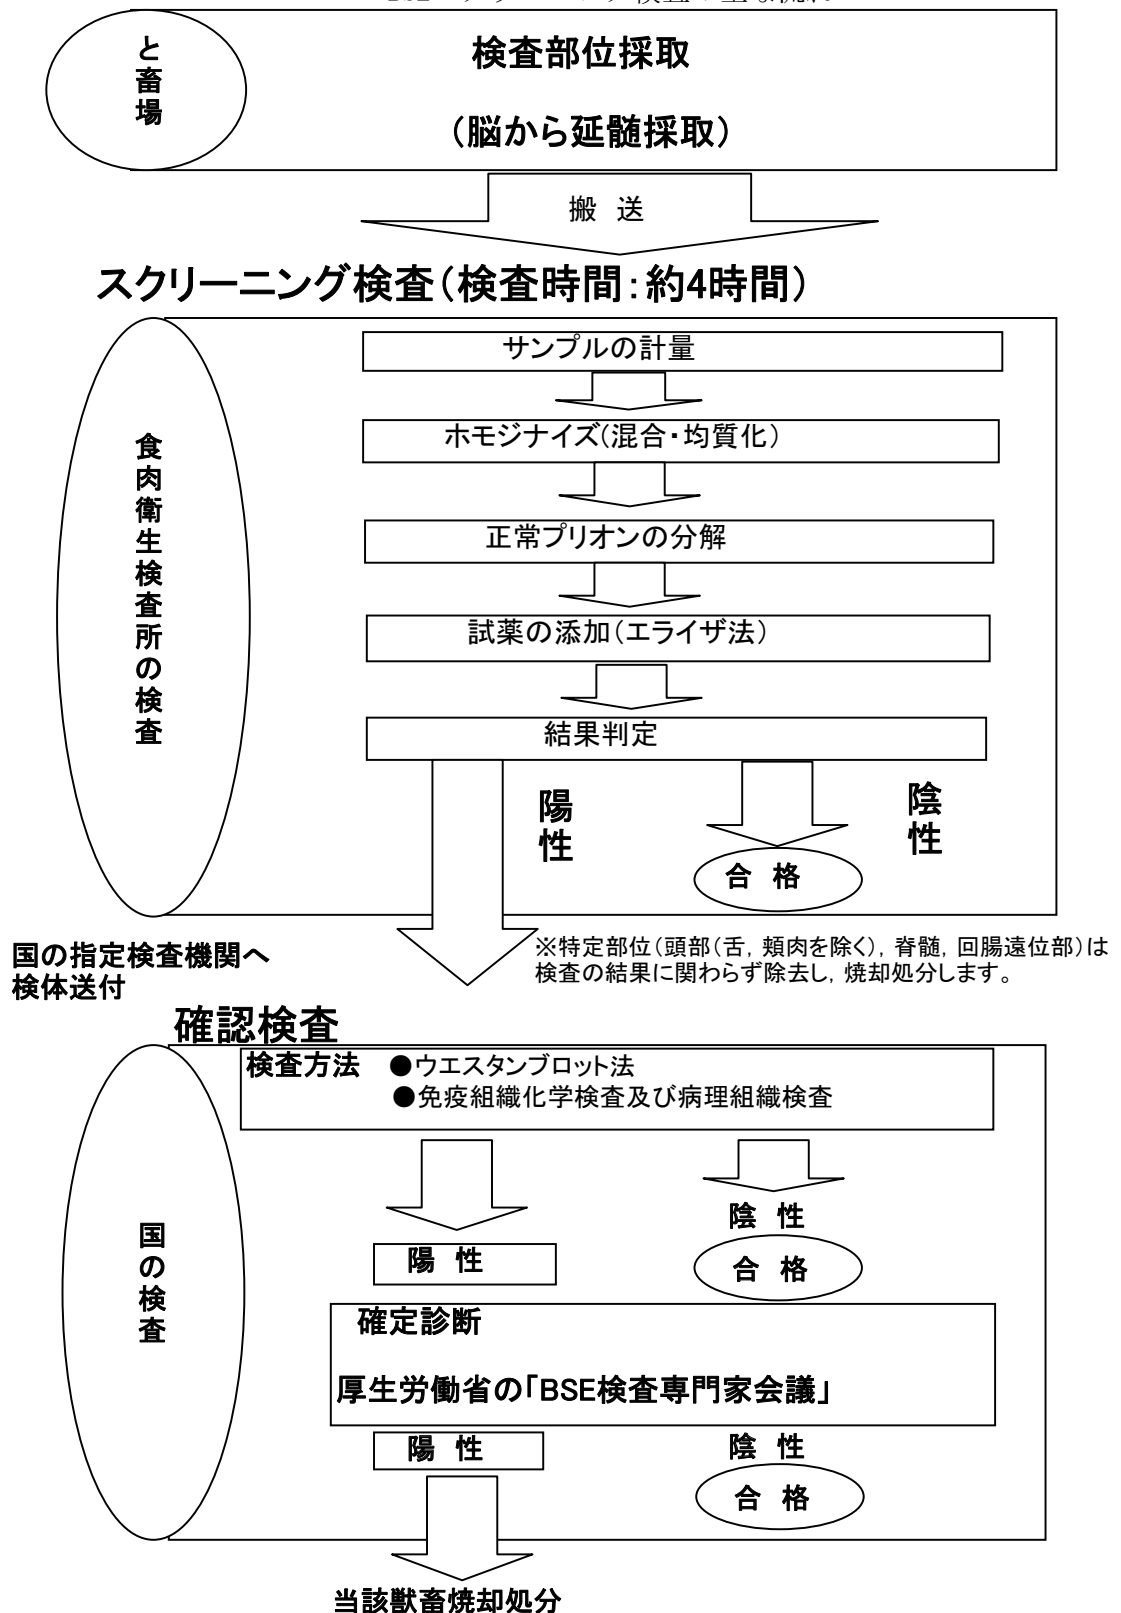 と畜場
検査部位採取
（脳から延髄採取）
搬 送
スクリーニング検査（検査時間：約4時間）
食肉衛生検査所の検査
サンプルの計量
ホモジナイズ（混合・均質化）
正常プリオンの分解
試薬の添加（エライザ法）
結果判定
陽性
陰性
合 格
国の指定検査機関へ
検体送付
※特定部位（頭部（舌，頬肉を除く），脊髄，回腸遠位部）は
検査の結果に関わらず除去し，焼却処分します。
確認検査
国の検査
検査方法 ●ウエスタンブロット法
●免疫組織化学検査及び病理組織検査
陽 性
陰 性
合 格
確定診断
厚生労働省の「BSE検査専門家会議」
陽 性
陰 性
合 格
当該獣畜焼却処分